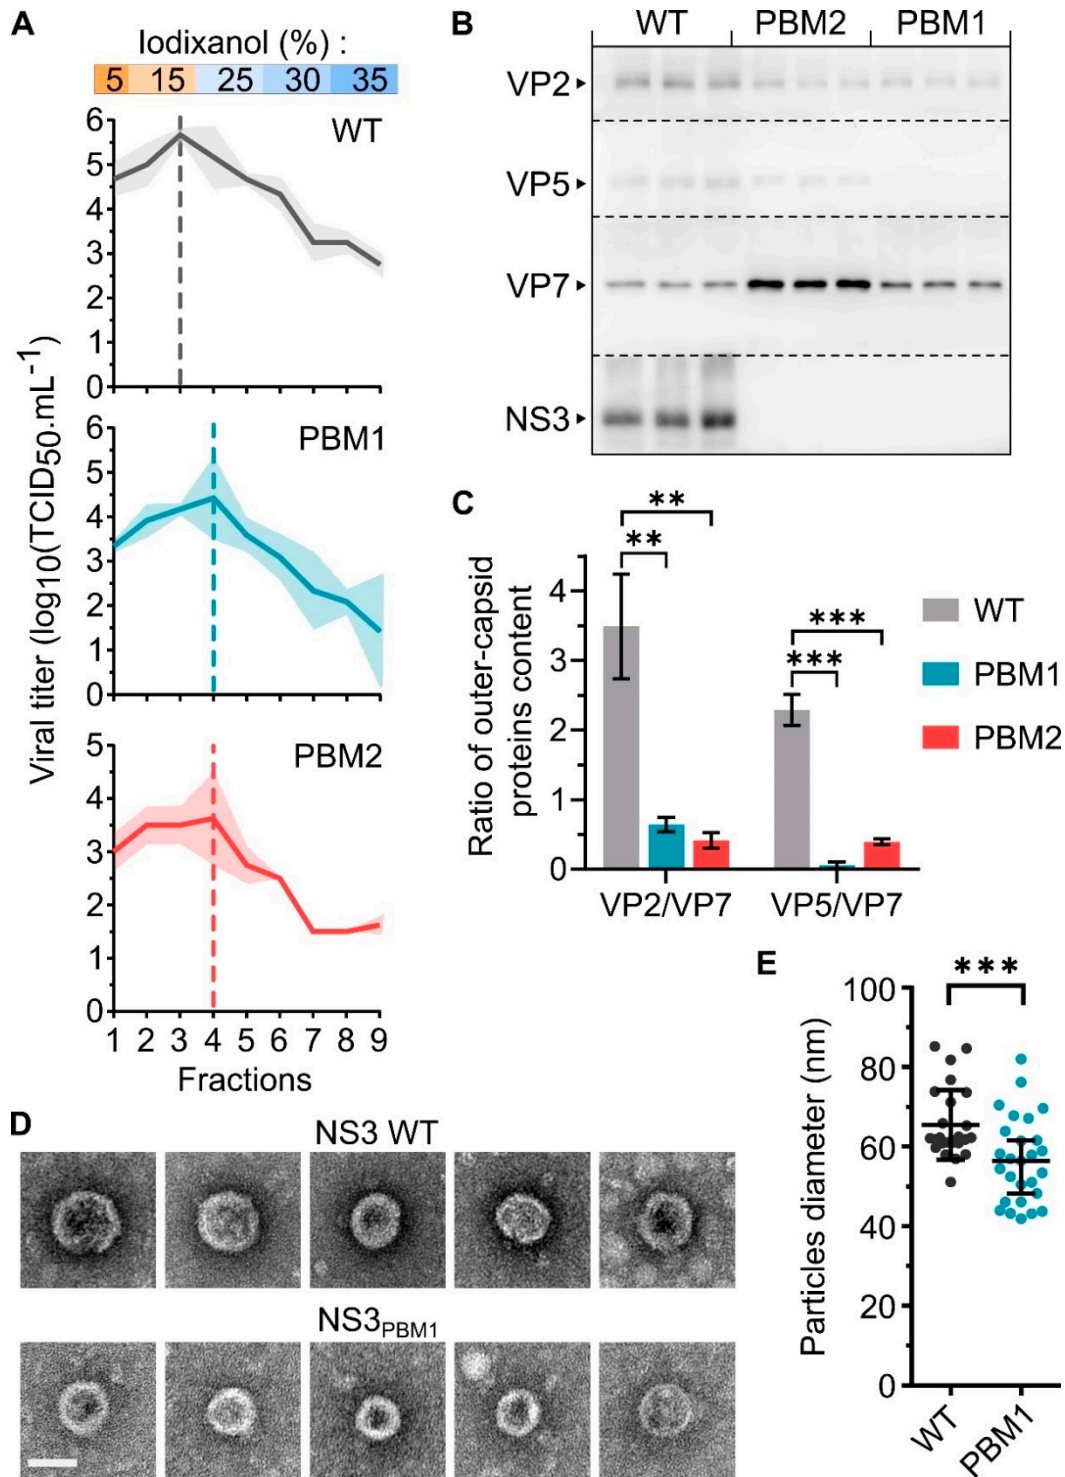 A
Iodixanol (%) :
5 15 25 30 35
Viral titer (log10(TCID50.mL-1)
6
5
4
3
2
1
0
WT
5
4
3
2
1
0
6
PBM1
5
4
3
2
1
0
PBM2
1 2 3 4 5 6 7 8 9
Fractions
B
WT PBM2 PBM1
VP2
VP5
VP7
NS3
C
Ratio of outer-capsid
proteins content
4
3
2
1
0
** **
*** ***
VP2/VP7 VP5/VP7
WT
PBM1
PBM2
D
NS3 WT
NS3PBM1
E
***
Particles diameter (nm)
100
80
60
40
20
0
WT PBM1